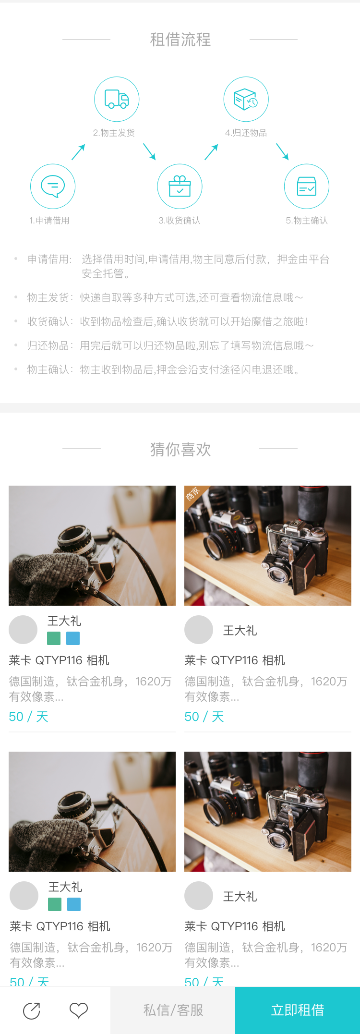 租借流程
2.物主发货
4.归还物品
1.申请借用
3.收货确认
5.物主确认
申请借用: 选择借用时间,申请借用,物主同意后付款，押金由平台
安全托管。
物主发货: 快递自取等多种方式可选,还可查看物流信息哦～
收货确认: 收到物品检查后,确认收货就可以开始魔借之旅啦!
归还物品: 用完后就可以归还物品啦,别忘了填写物流信息哦～
物主确认: 物主收到物品后,押金会沿支付途径闪电退还哦。
猜你喜欢
王大礼
莱卡 QTYP116 相机
德国制造，钛合金机身，1620万
有效像素...
50 / 天
王大礼
莱卡 QTYP116 相机
德国制造，钛合金机身，1620万
有效像素...
50 / 天
王大礼
莱卡 QTYP116 相机
德国制造，钛合金机身，1620万
有效像素...
50 / 天
王大礼
莱卡 QTYP116 相机
德国制造，钛合金机身，1620万
有效像素...
50 / 天
私信/客服
立即租借